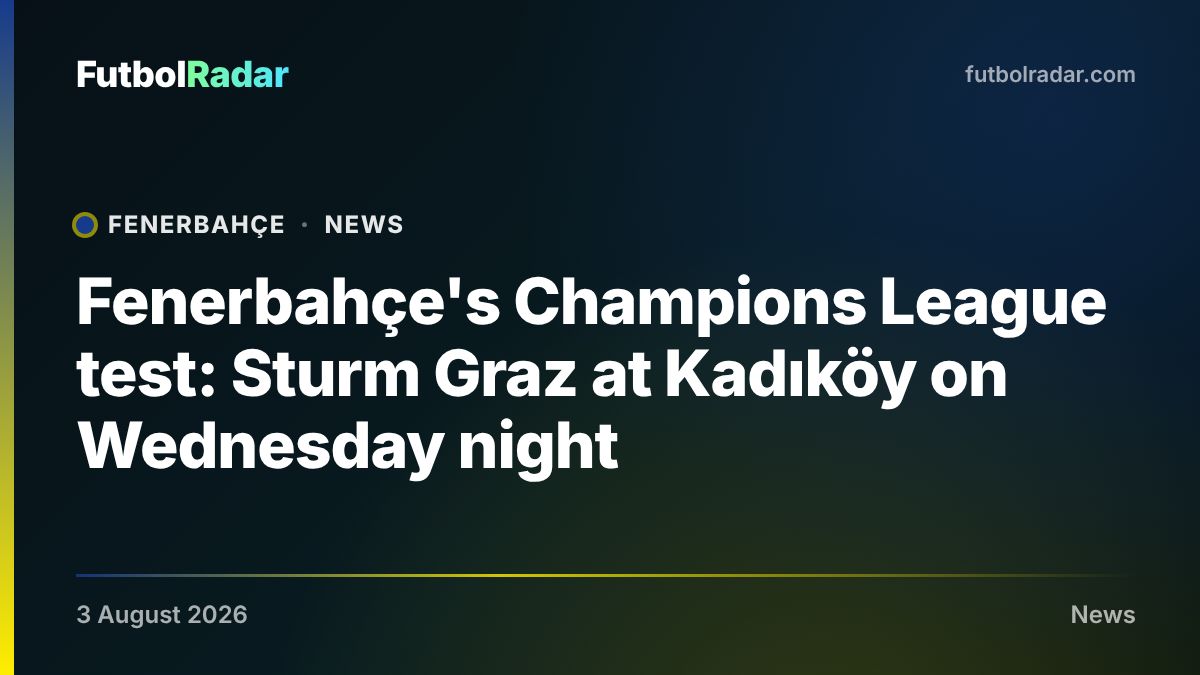 FutbolRadar
futbolradar.com
FENERBAHÇE · NEWS
Fenerbahçe's Champions League
test: Sturm Graz at Kadıköy on
Wednesday night
3 August 2026
News